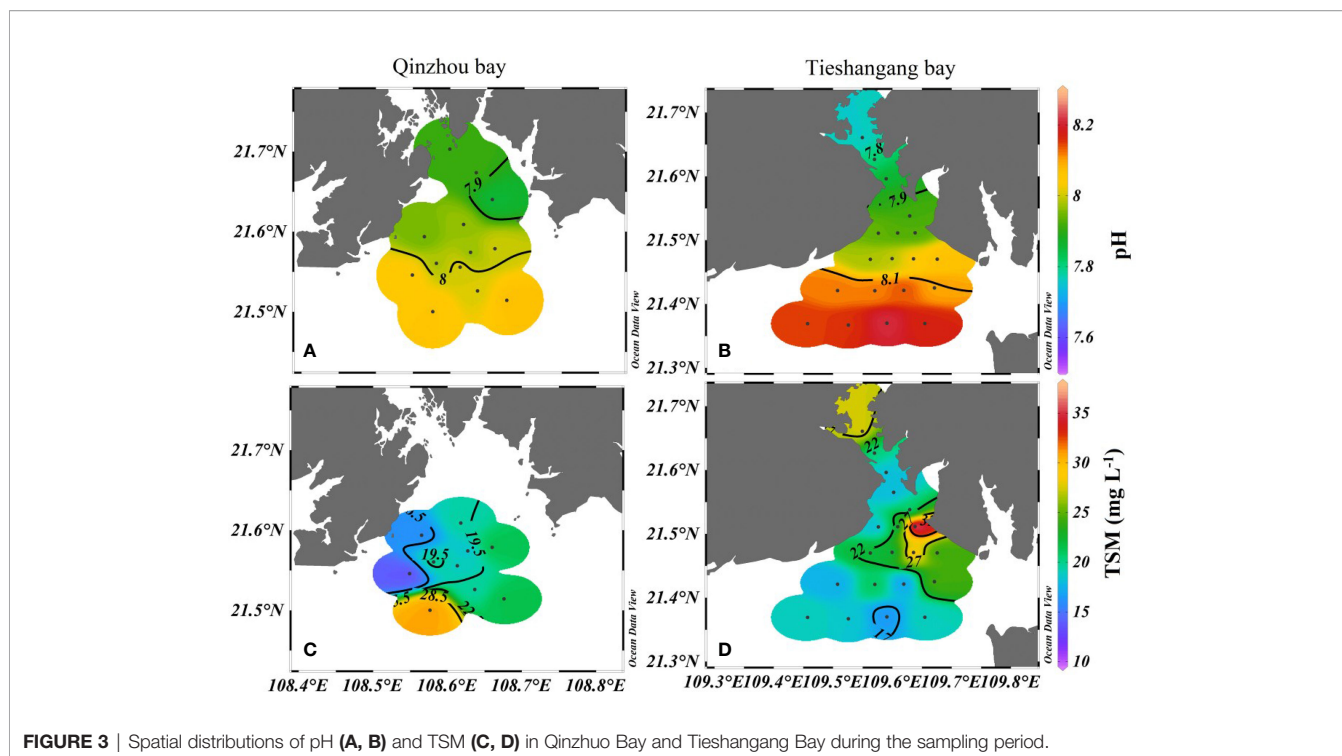 Qinzhou bay
Tieshangang bay
21.7°N
21.6°N
21.5°N
7.9
8
A
Ocean Data View
21.7°N
21.6°N
21.5°N
21.4°N
21.3°N
7.8
7.9
8.1
B
Ocean Data View
8.2
8
7.8
7.6
pH
21.7°N
21.6°N
21.5°N
19.5
19.5
28.5
22
C
Ocean Data View
108.4°E 108.5°E 108.6°E 108.7°E 108.8°E
21.7°N
21.6°N
21.5°N
21.4°N
21.3°N
22
22
27
D
Ocean Data View
109.3°E109.4°E109.5°E109.6°E109.7°E109.8°E
35
30
25
20
15
10
TSM (mg L⁻¹)
FIGURE 3 | Spatial distributions of pH (A, B) and TSM (C, D) in Qinzhuo Bay and Tieshangang Bay during the sampling period.